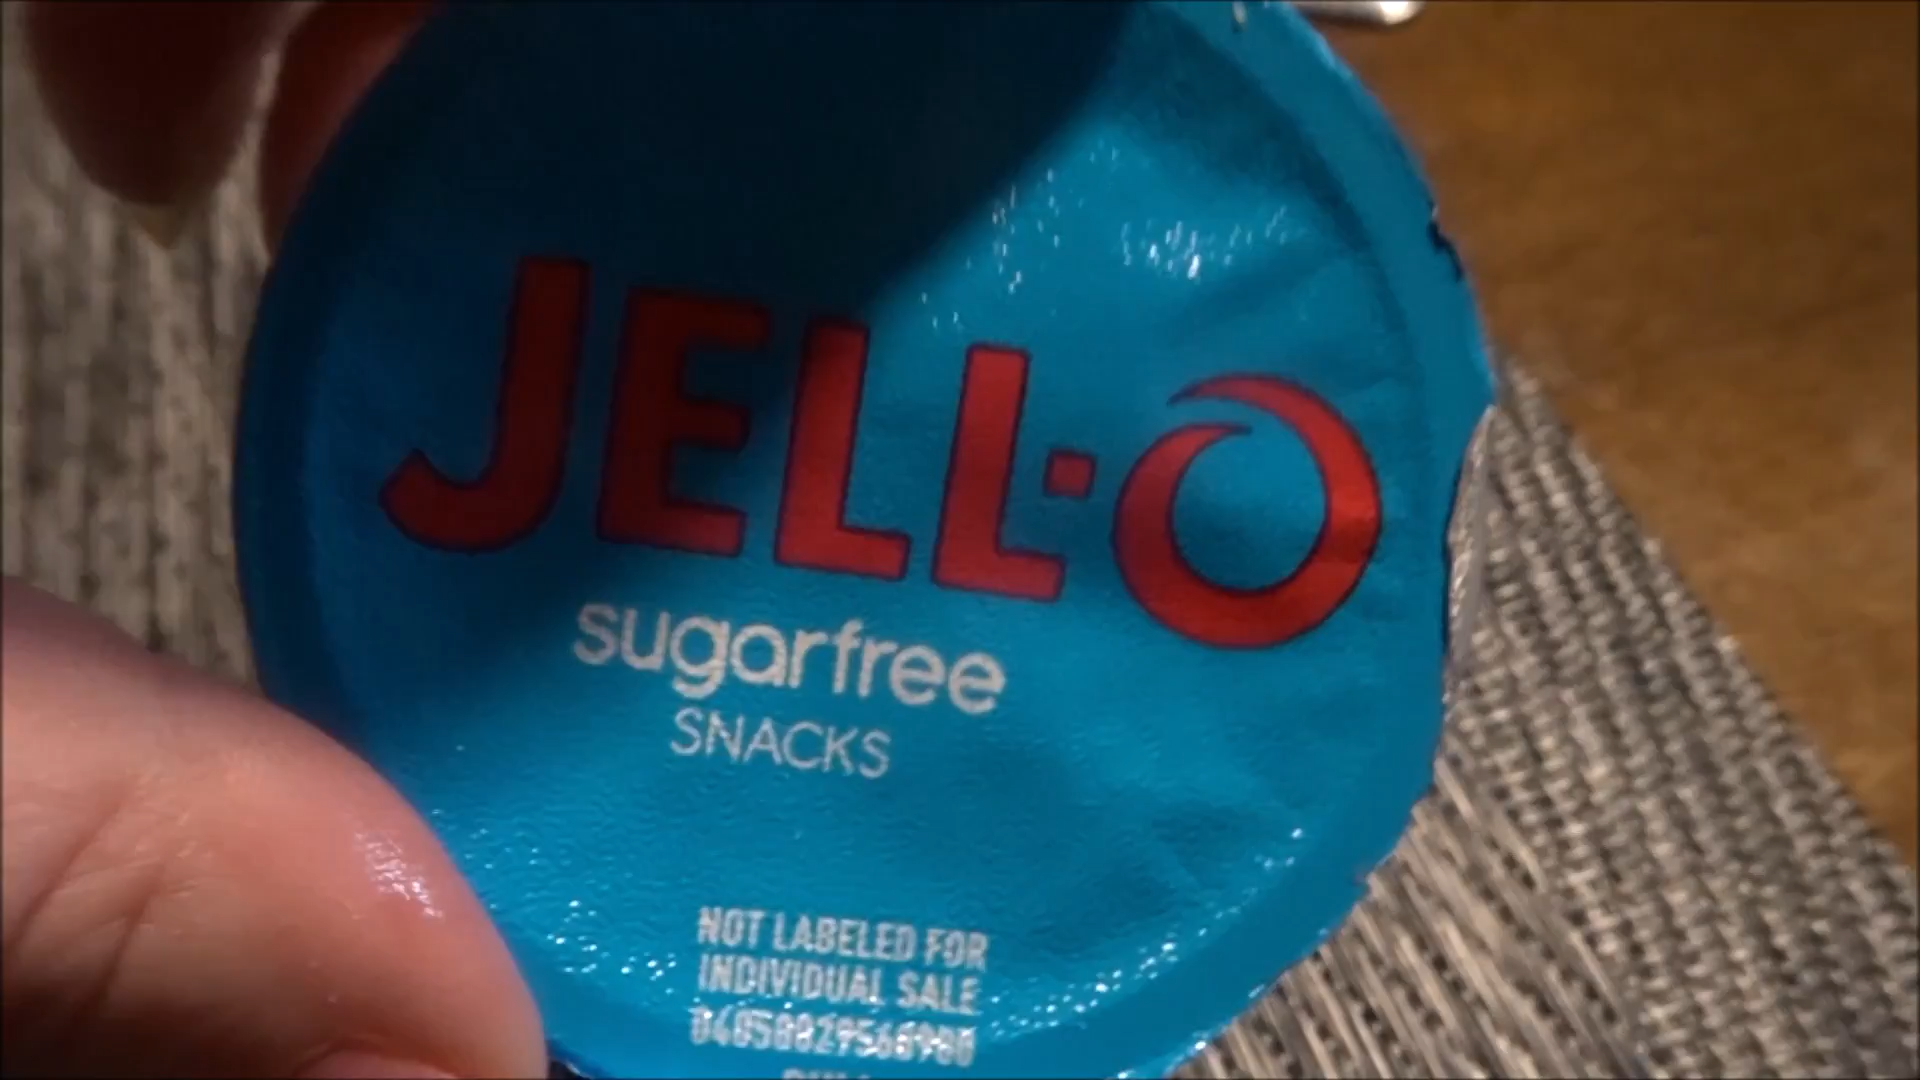 JELL-O
sugarfree
SNACKS
NOT LABELED FOR
INDIVIDUAL SALE